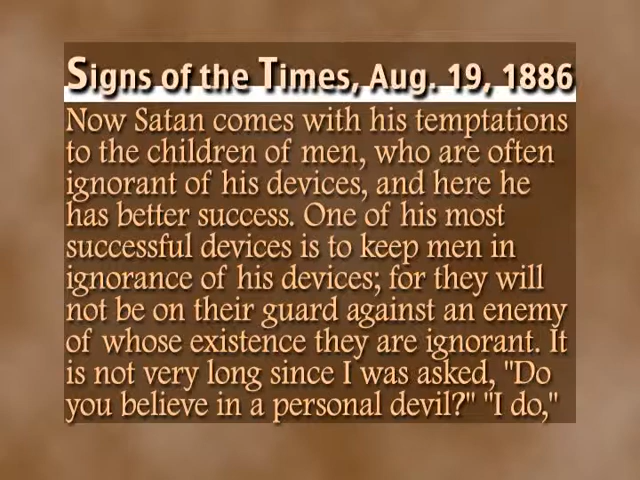 Signs of the Times, Aug. 19, 1886
Now Satan comes with his temptations
to the children of men, who are often
ignorant of his devices, and here he
has better success. One of his most
successful devices is to keep men in
ignorance of his devices; for they will
not be on their guard against an enemy
of whose existence they are ignorant. It
is not very long since I was asked, "Do
you believe in a personal devil?" "I do,"